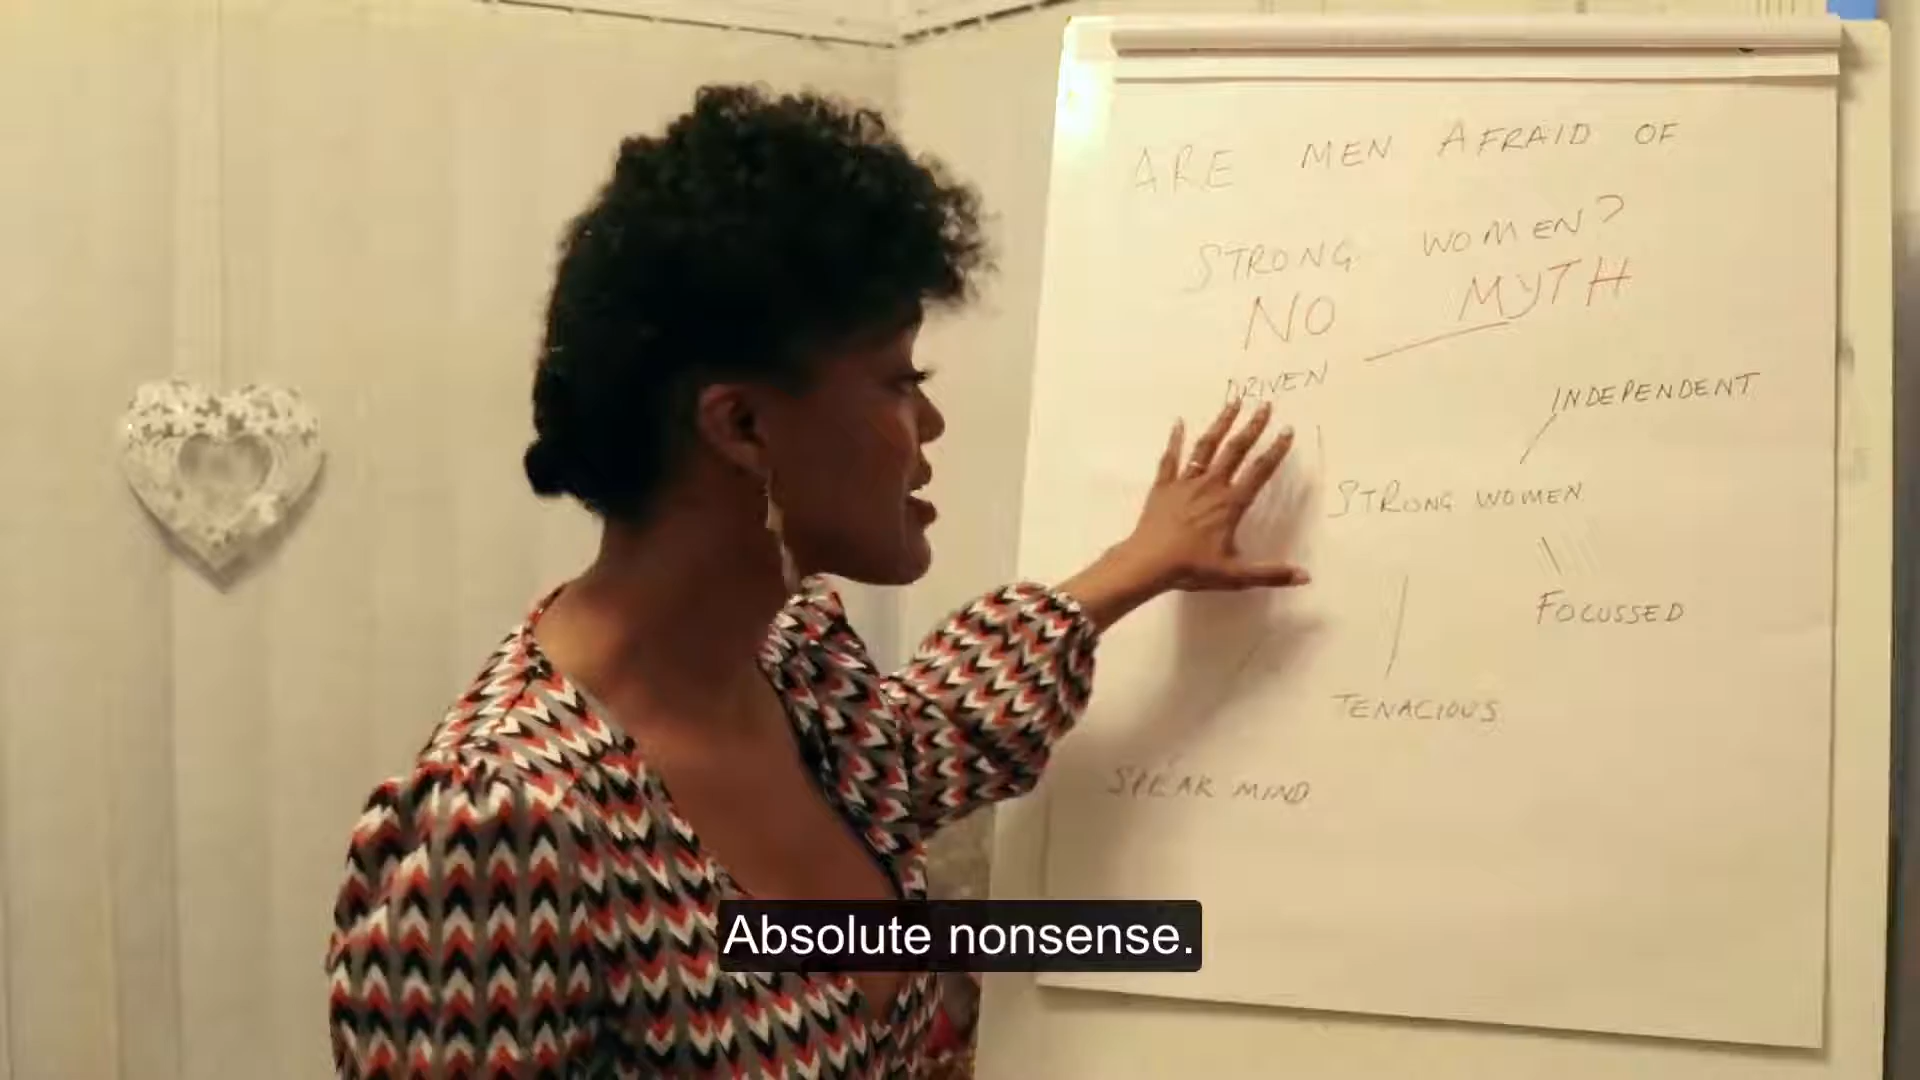 ARE MEN AFRAID OF
STRONG WOMEN?
NO MYTH
DRIVEN
INDEPENDENT
STRONG WOMEN
FOCUSSED
TENACIOUS
SPEAK MIND
Absolute nonsense.